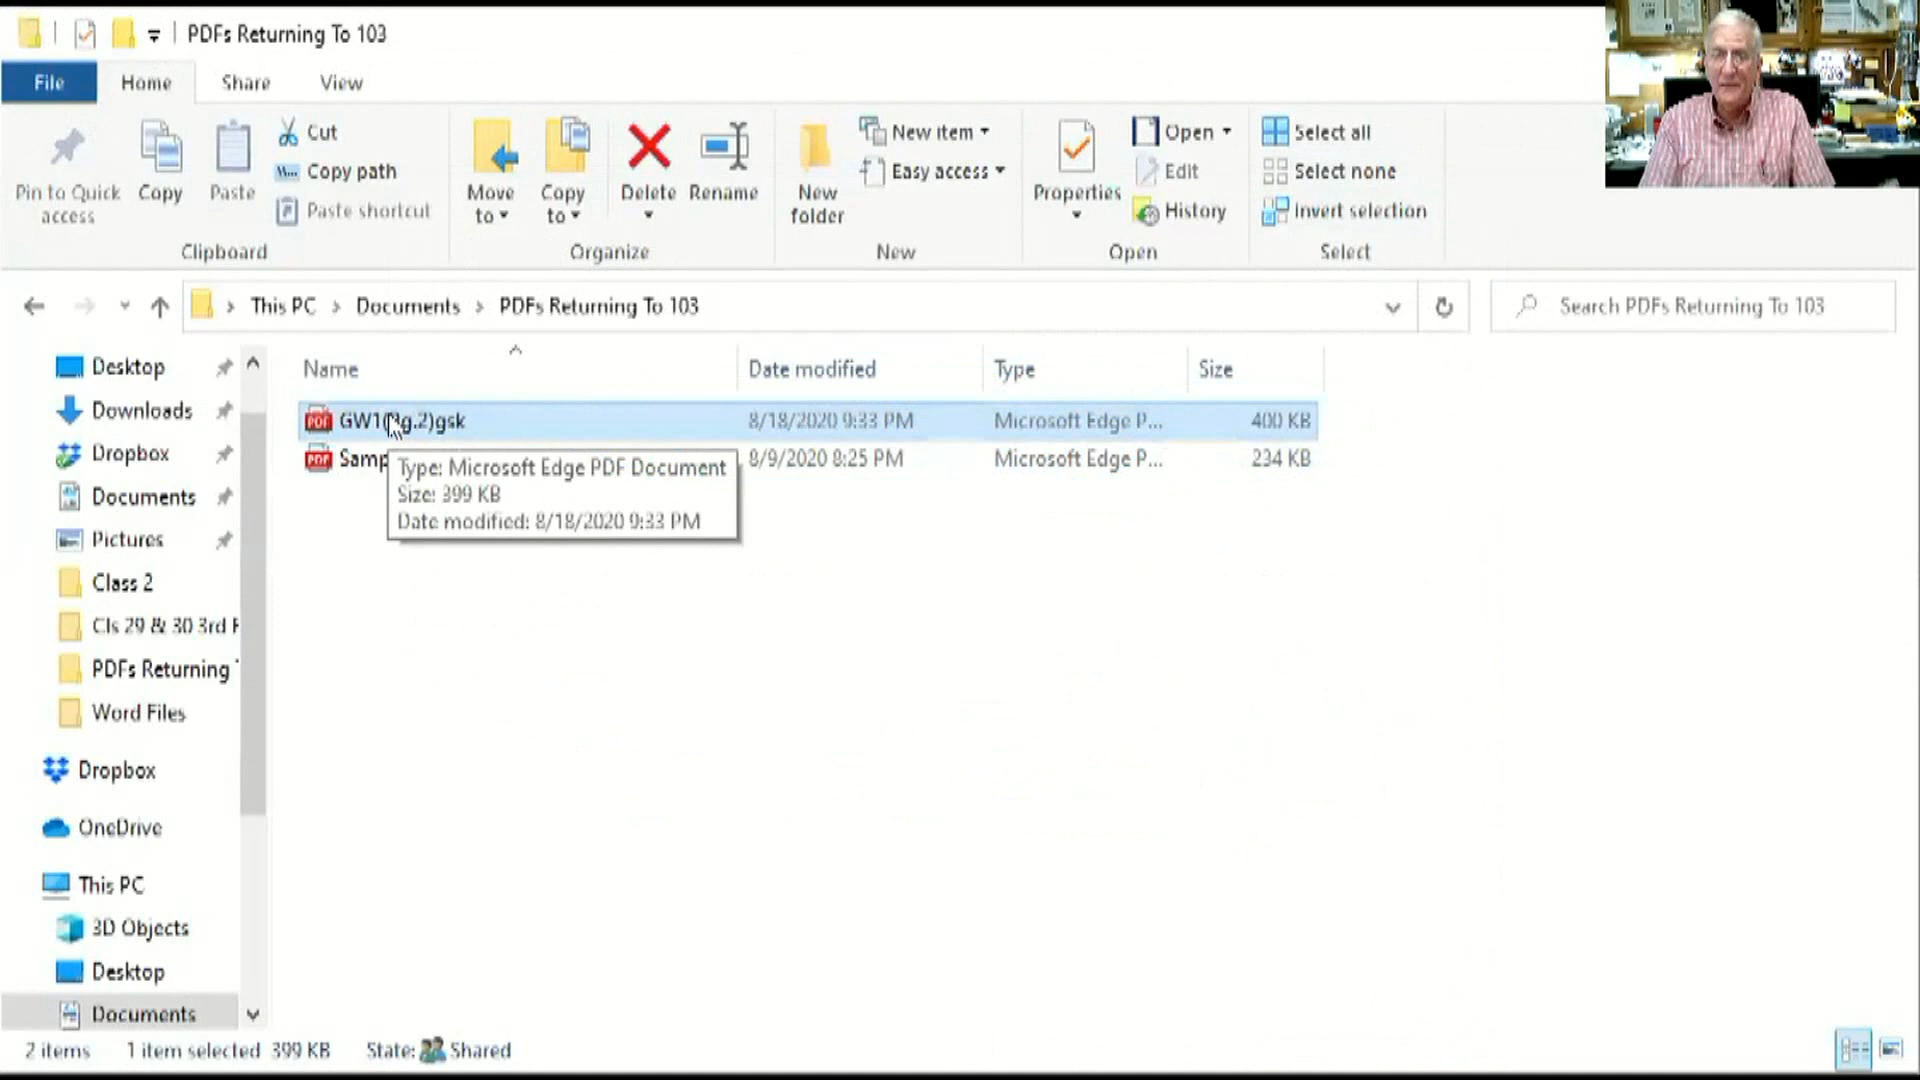 PDFs Returning To 103
File Home Share View
Pin to Quick access
Copy
Paste
Cut
Copy path
Paste shortcut
Clipboard
Move to
Copy to
Delete
Rename
Organize
New folder
New item
Easy access
New
Properties
Open
Edit
History
Open
Select all
Select none
Invert selection
Select
This PC > Documents > PDFs Returning To 103
Search PDFs Returning To 103
Name Date modified Type Size
8/18/2020 9:33 PM Microsoft Edge P... 400 KB
Samp 8/9/2020 8:25 PM Microsoft Edge P... 234 KB
Type: Microsoft Edge PDF Document
Size: 399 KB
Date modified: 8/18/2020 9:33 PM
Desktop
Downloads
Dropbox
Documents
Pictures
Class 2
Cls 29 & 30 3rd
PDFs Returning
Word Files
Dropbox
OneDrive
This PC
3D Objects
Desktop
Documents
2 items 1 item selected 399 KB State: Shared